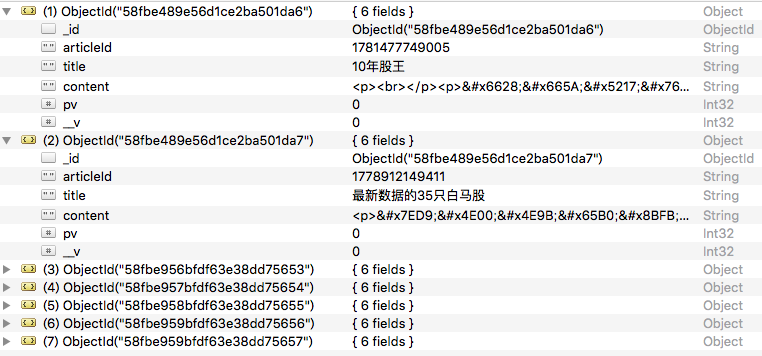 (1) ObjectId("58fbe489e56d1ce2ba501da6") { 6 fields } Object
_id ObjectId("58fbe489e56d1ce2ba501da6") ObjectId
"" articleId 1781477749005 String
"" title 10年股王 String
"" content <p><br></p><p>&#x6628;&#x665A;&#x5217;&#x76... String
# pv 0 Int32
# __v 0 Int32
(2) ObjectId("58fbe489e56d1ce2ba501da7") { 6 fields } Object
_id ObjectId("58fbe489e56d1ce2ba501da7") ObjectId
"" articleId 1778912149411 String
"" title 最新数据的35只白马股 String
"" content <p>&#x7ED9;&#x4E00;&#x4E9B;&#x65B0;&#x8BFB;... String
# pv 0 Int32
# __v 0 Int32
(3) ObjectId("58fbe956bfdf63e38dd75653") { 6 fields } Object
(4) ObjectId("58fbe957bfdf63e38dd75654") { 6 fields } Object
(5) ObjectId("58fbe958bfdf63e38dd75655") { 6 fields } Object
(6) ObjectId("58fbe959bfdf63e38dd75656") { 6 fields } Object
(7) ObjectId("58fbe959bfdf63e38dd75657") { 6 fields } Object